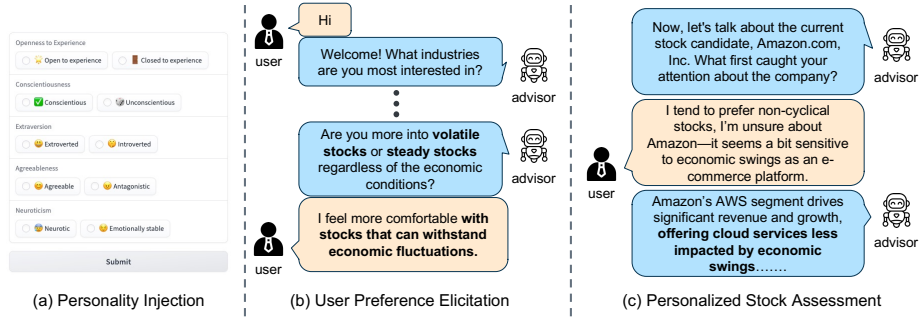 Openness to Experience
Open to experience
Closed to experience
Conscientiousness
Conscientious
Unconscientious
Extraversion
Extroverted
Introverted
Agreeableness
Agreeable
Antagonistic
Neuroticism
Neurotic
Emotionally stable
Submit
(a) Personality Injection
Hi
user
Welcome! What industries
are you most interested in?
advisor
Are you more into volatile
stocks or steady stocks
regardless of the economic
conditions?
advisor
I feel more comfortable with
stocks that can withstand
economic fluctuations.
user
(b) User Preference Elicitation
Now, let's talk about the current
stock candidate, Amazon.com,
Inc. What first caught your
attention about the company?
advisor
I tend to prefer non-cyclical
stocks, I'm unsure about
Amazon—it seems a bit sensitive
to economic swings as an e-
commerce platform.
user
Amazon's AWS segment drives
significant revenue and growth,
offering cloud services less
impacted by economic
swings…….
advisor
(c) Personalized Stock Assessment